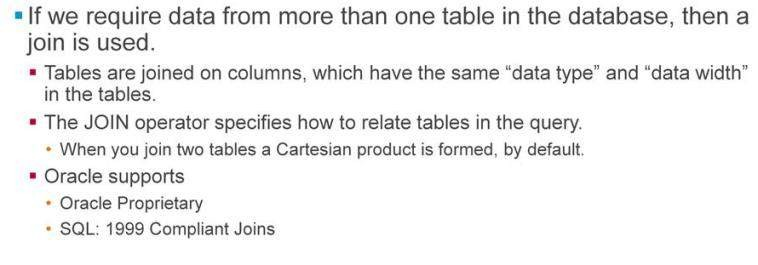 ▪ If we require data from more than one table in the database, then a
join is used.
▪ Tables are joined on columns, which have the same “data type” and “data width”
in the tables.
▪ The JOIN operator specifies how to relate tables in the query.
• When you join two tables a Cartesian product is formed, by default.
▪ Oracle supports
• Oracle Proprietary
• SQL: 1999 Compliant Joins